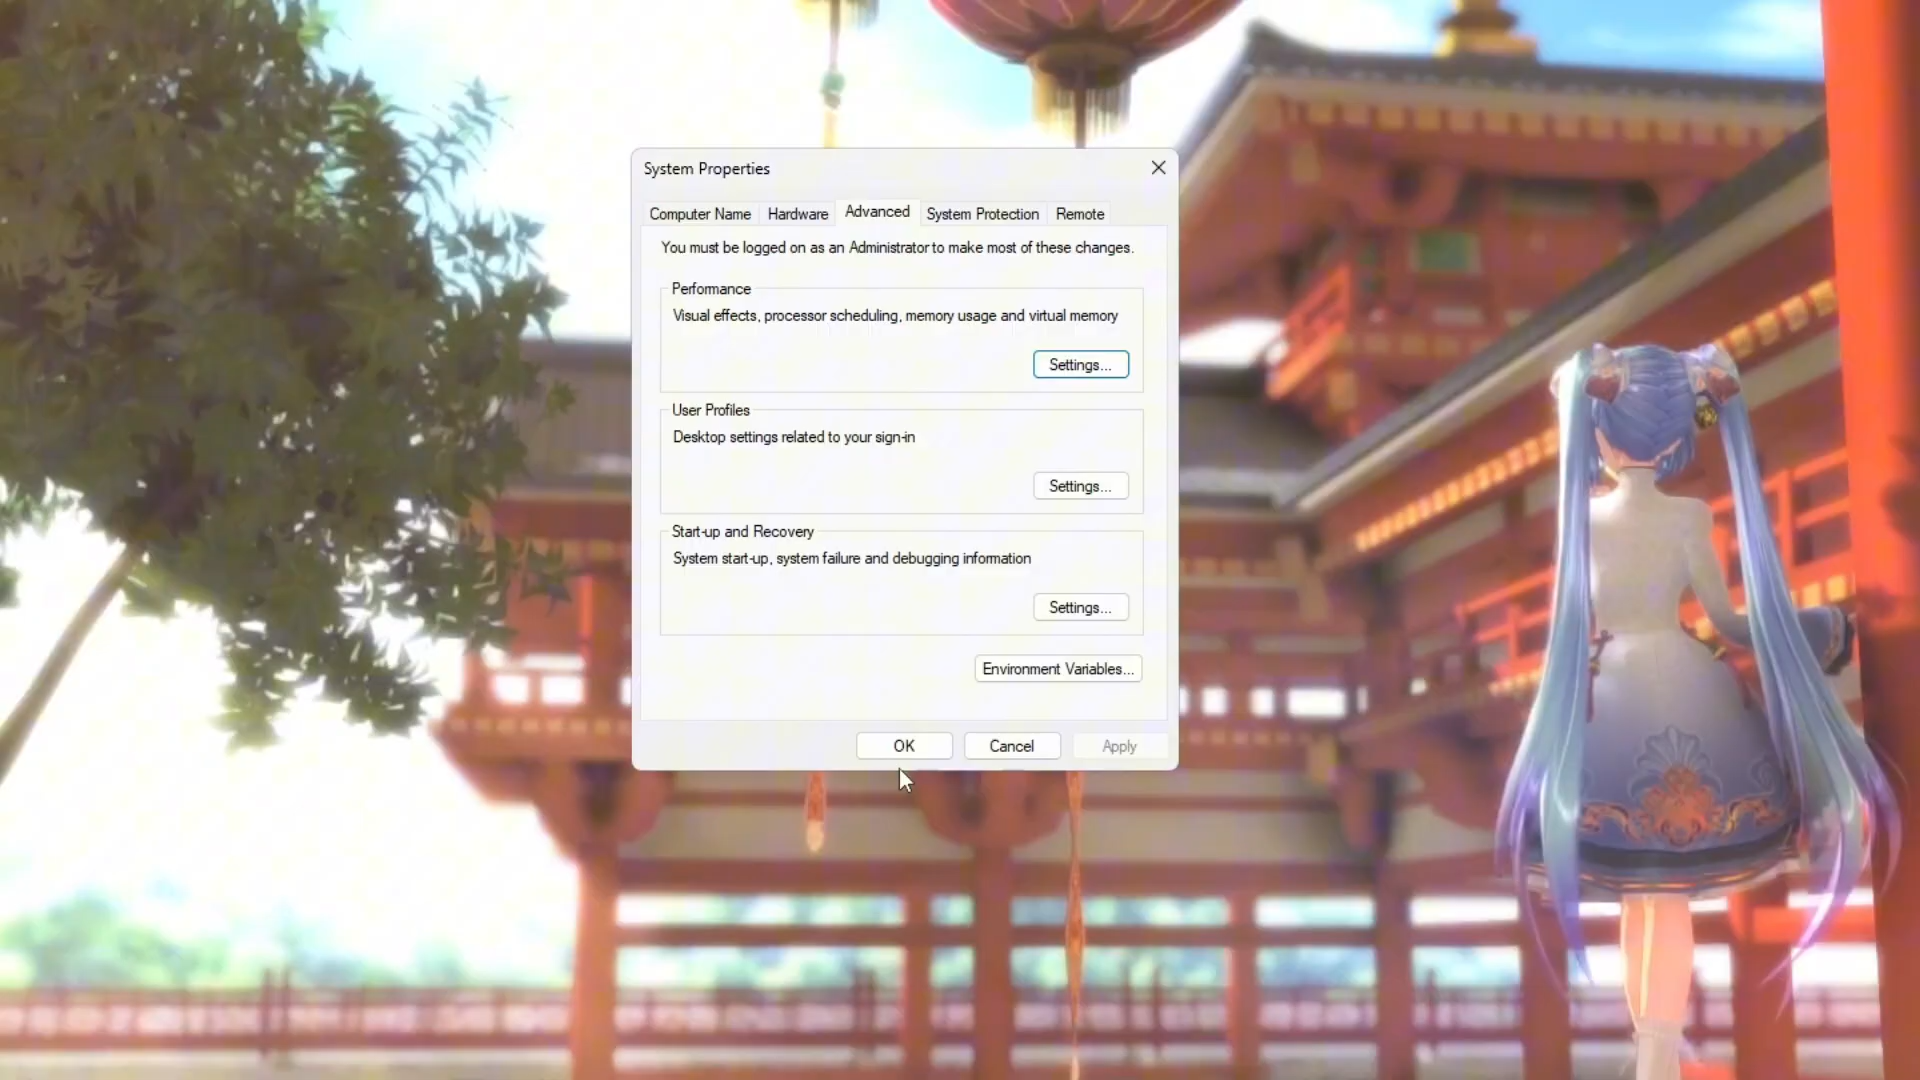 System Properties
Computer Name Hardware Advanced System Protection Remote
You must be logged on as an Administrator to make most of these changes.
Performance
Visual effects, processor scheduling, memory usage and virtual memory
Settings...
User Profiles
Desktop settings related to your sign-in
Settings...
Start-up and Recovery
System start-up, system failure and debugging information
Settings...
Environment Variables...
OK Cancel Apply